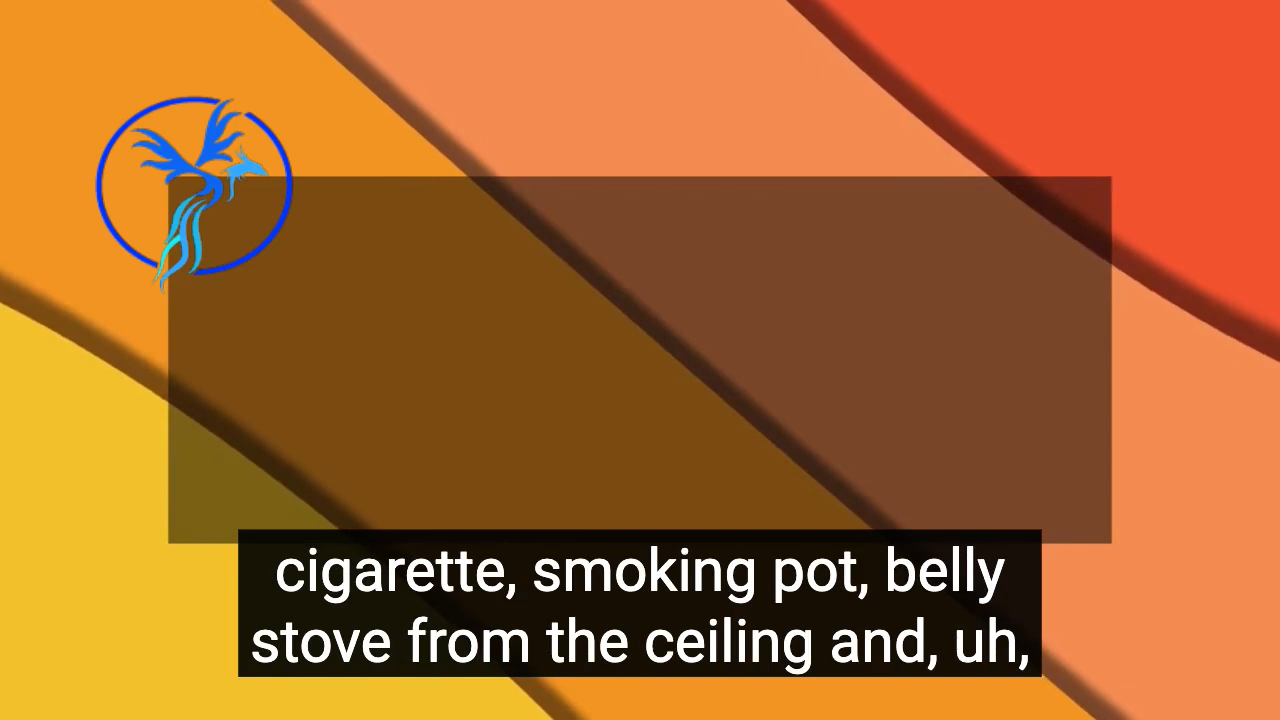 cigarette, smoking pot, belly
stove from the ceiling and, uh,